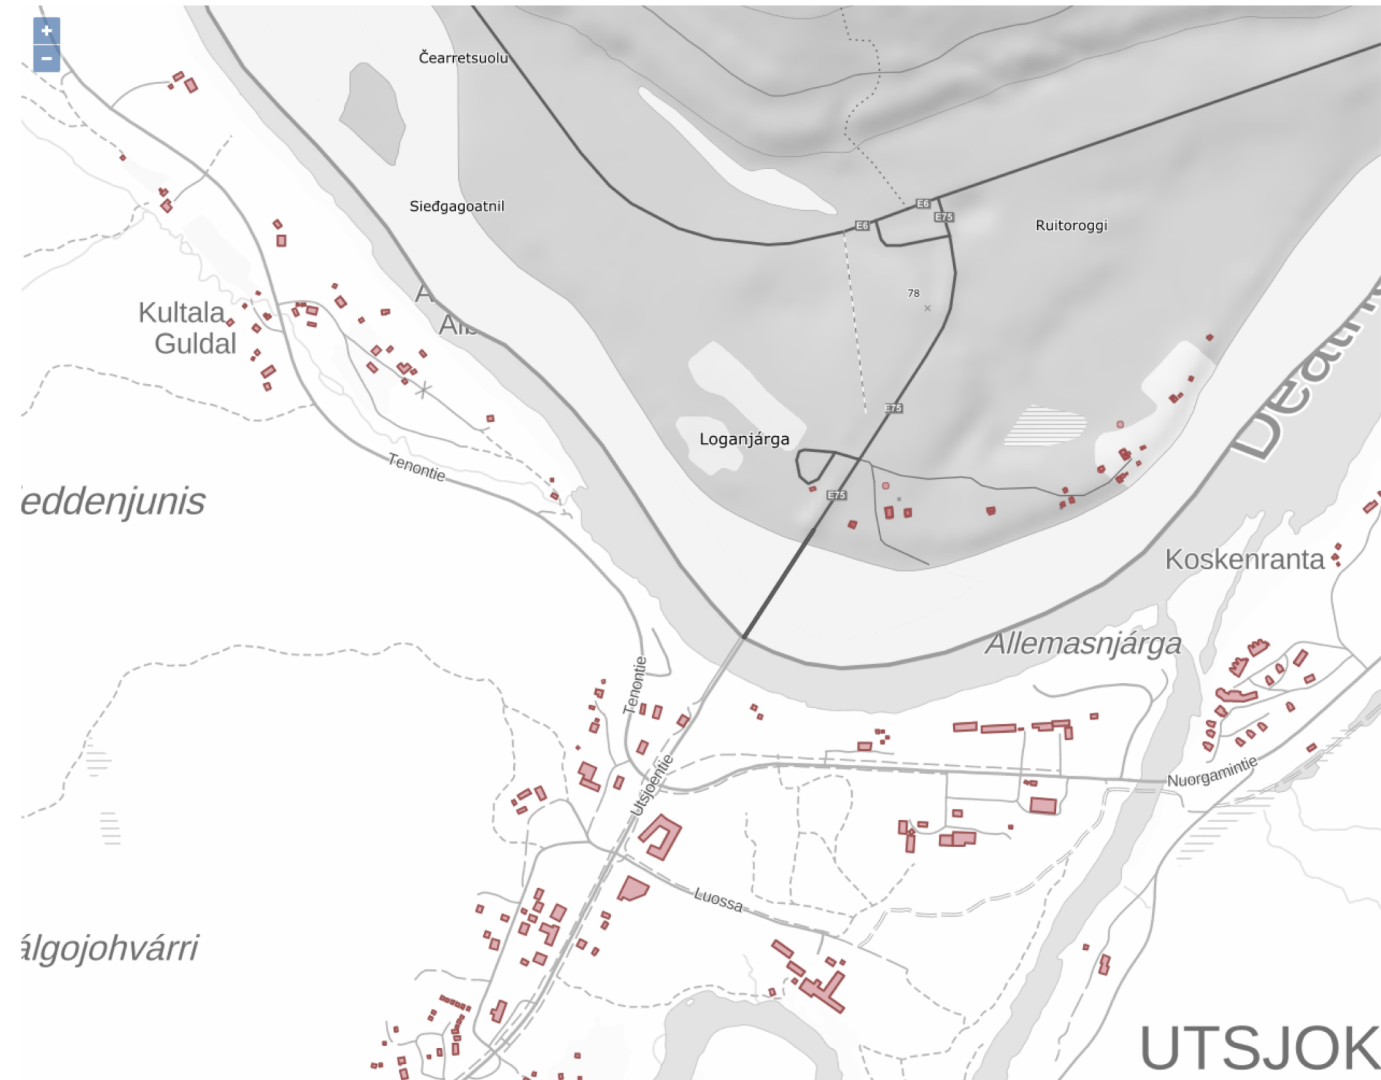 +
−
Čearretsuolu
Sieđgagoatnil
E6
E75
E6
Ruitoroggi
78
A
Alb
Kultala
Guldal
E75
Loganjárga
Tenontie
E75
eddenjunis
Koskenranta
Allemasnjárga
Tenontie
Utsjoentie
Nuorgamintie
Luossa
álgojohvárri
UTSJOK